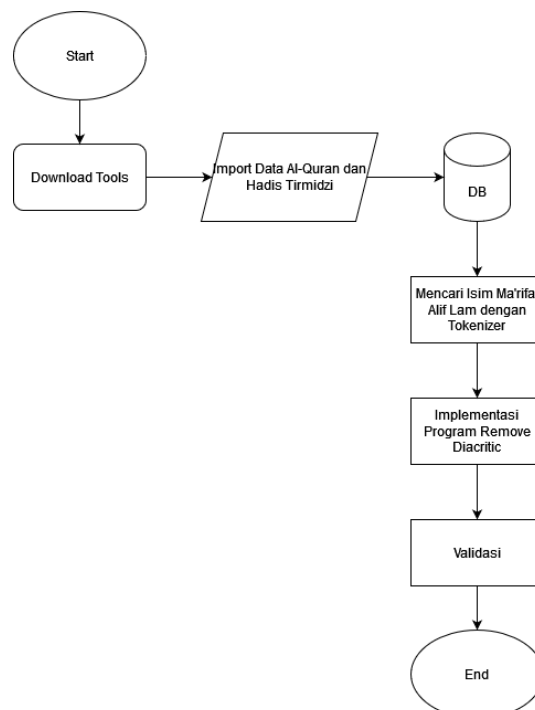 Start
Download Tools
Import Data Al-Quran dan
Hadis Tirmidzi
DB
Mencari Isim Ma'rifa
Alif Lam dengan
Tokenizer
Implementasi
Program Remove
Diacritic
Validasi
End